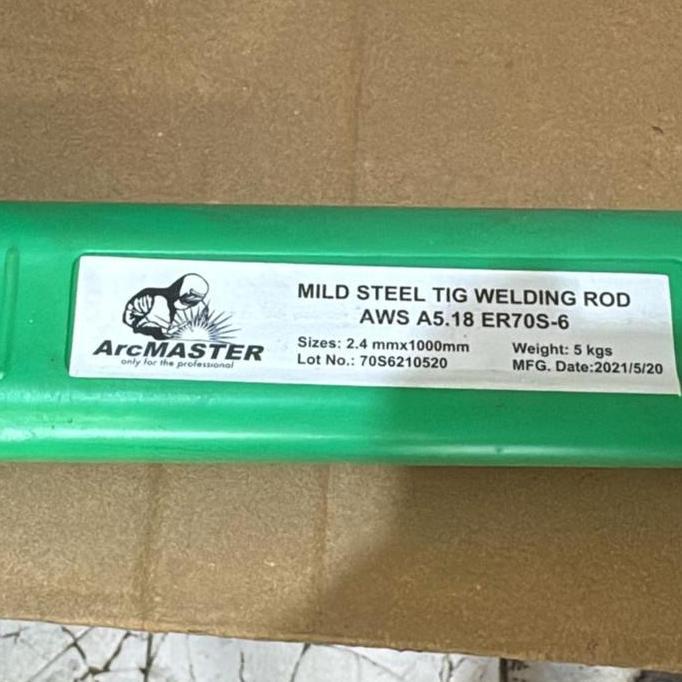 MILD STEEL TIG WELDING ROD
AWS A5.18 ER70S-6
ArcMASTER
only for the professional
Sizes: 2.4 mmx1000mm
Weight: 5 kgs
Lot No.: 70S6210520
MFG. Date:2021/5/20